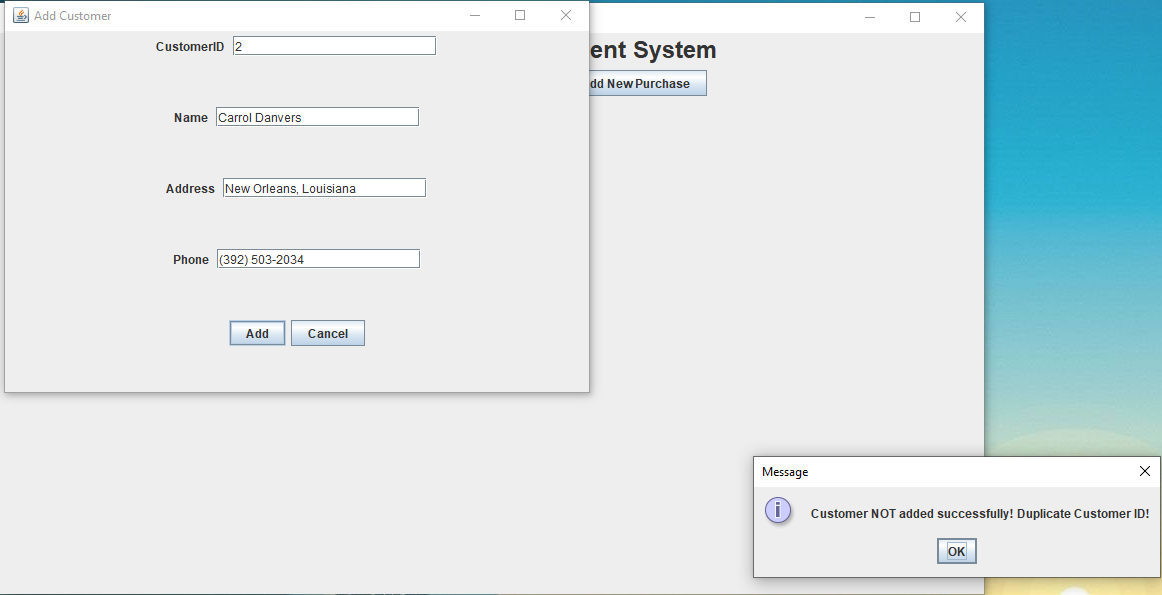 Add Customer
CustomerID 2
Name Carrol Danvers
Address New Orleans, Louisiana
Phone (392) 503-2034
Add Cancel
ent System
dd New Purchase
Message
Customer NOT added successfully! Duplicate Customer ID!
OK